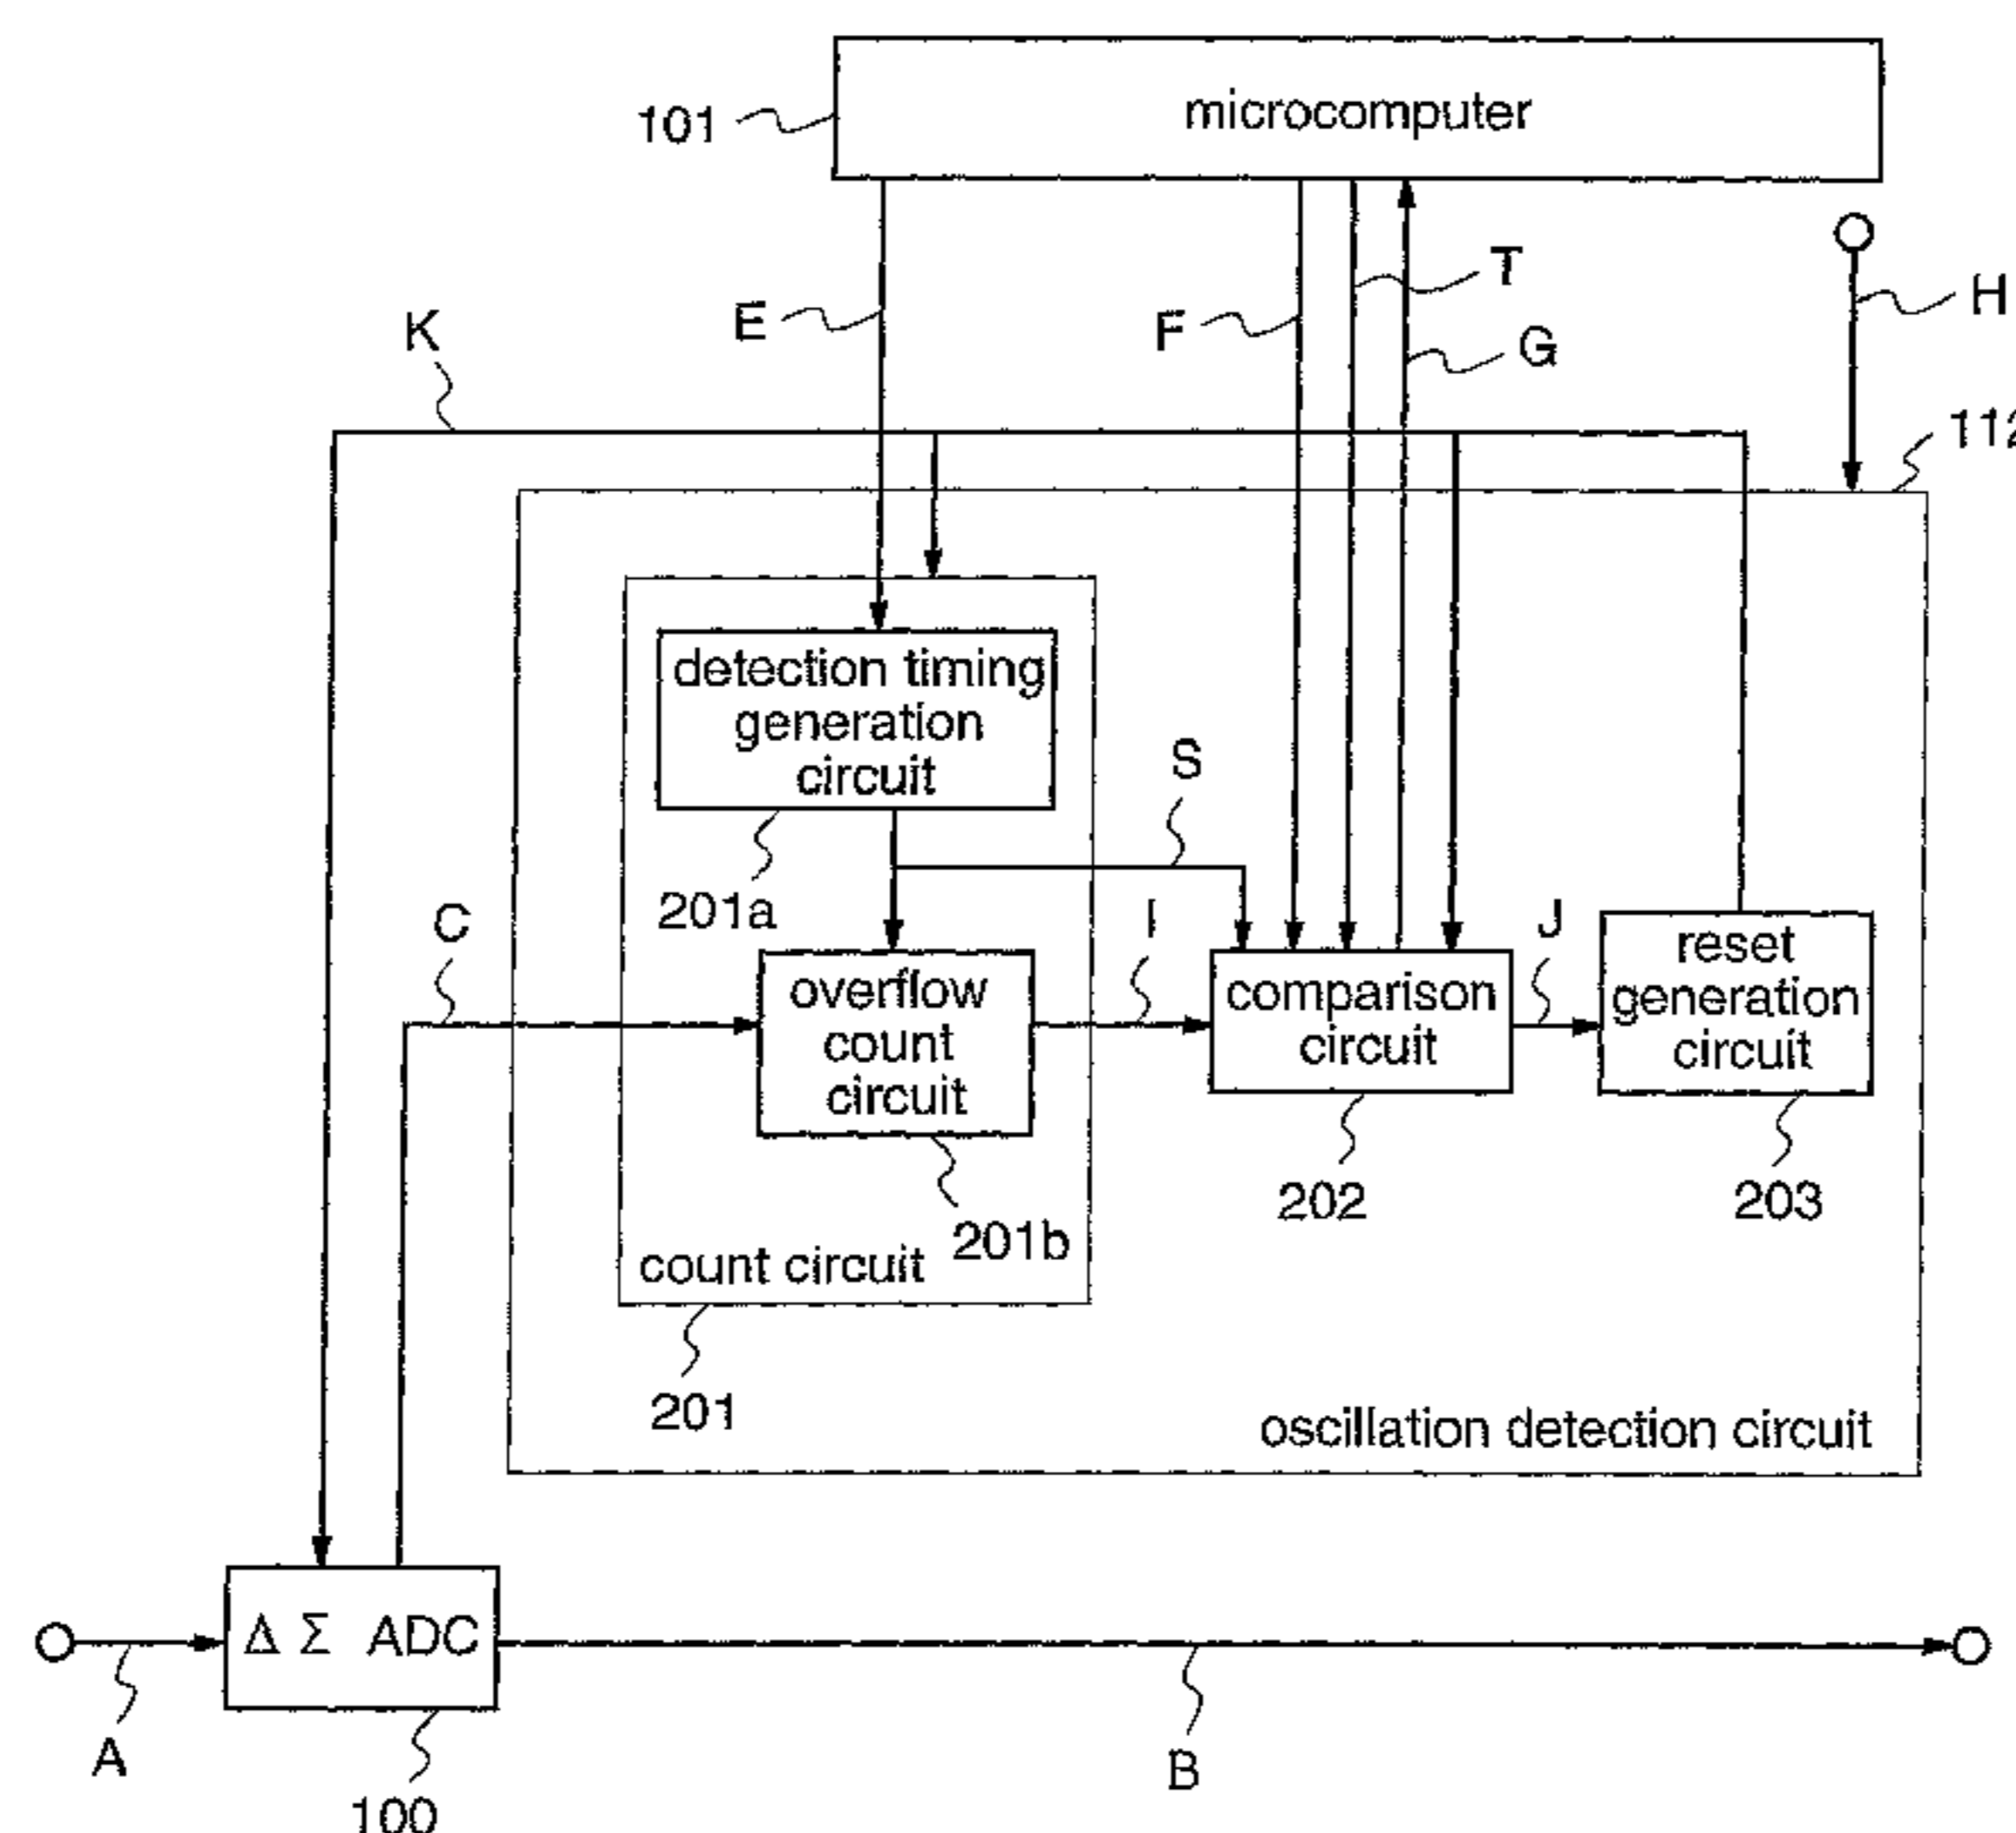 microcomputer
101
T
H
E
F
G
K
112
detection timing
generation
circuit
S
201a
C
I
J
overflow
count
circuit
comparison
circuit
reset
generation
circuit
202
203
201b
count circuit
201
oscillation detection circuit
Δ Σ ADC
A
B
100